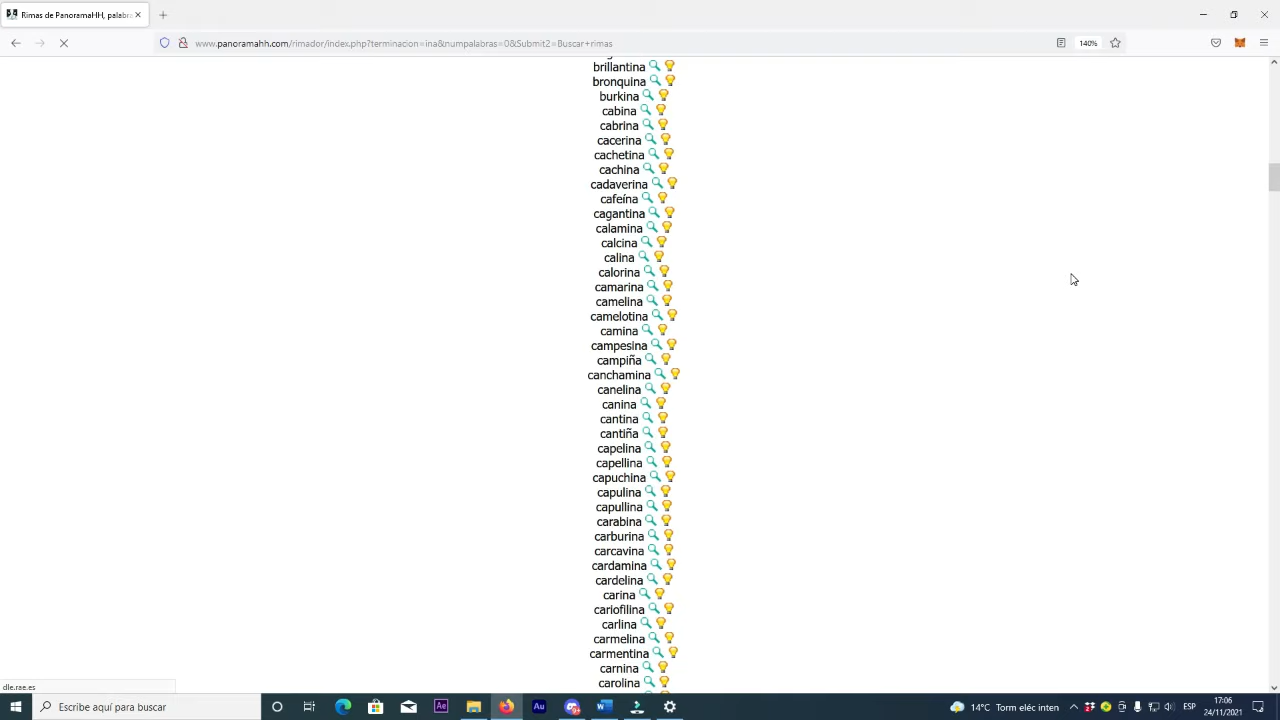 Rimas de PanoramaHH, palabra
www.panoramahh.com/rimador/index.php?terminacion=ina&numpalabras=0&Submit2=Buscar+rimas
140%
brillantina
bronquina
burkina
cabina
cabrina
cacerina
cachetina
cachina
cadaverina
cafeína
cagantina
calamina
calcina
calina
calorina
camarina
camelina
camelotina
camina
campesina
campiña
canchamina
canelina
canina
cantina
cantiña
capelina
capellina
capuchina
capulina
capullina
carabina
carburina
carcavina
cardamina
cardelina
carina
cariofilina
carlina
carmelina
carmentina
carnina
carolina
dle.rae.es
Escribe aquí para buscar
Ae
Au
W
14°C Torm eléc inten
ESP
17:06
24/11/2021